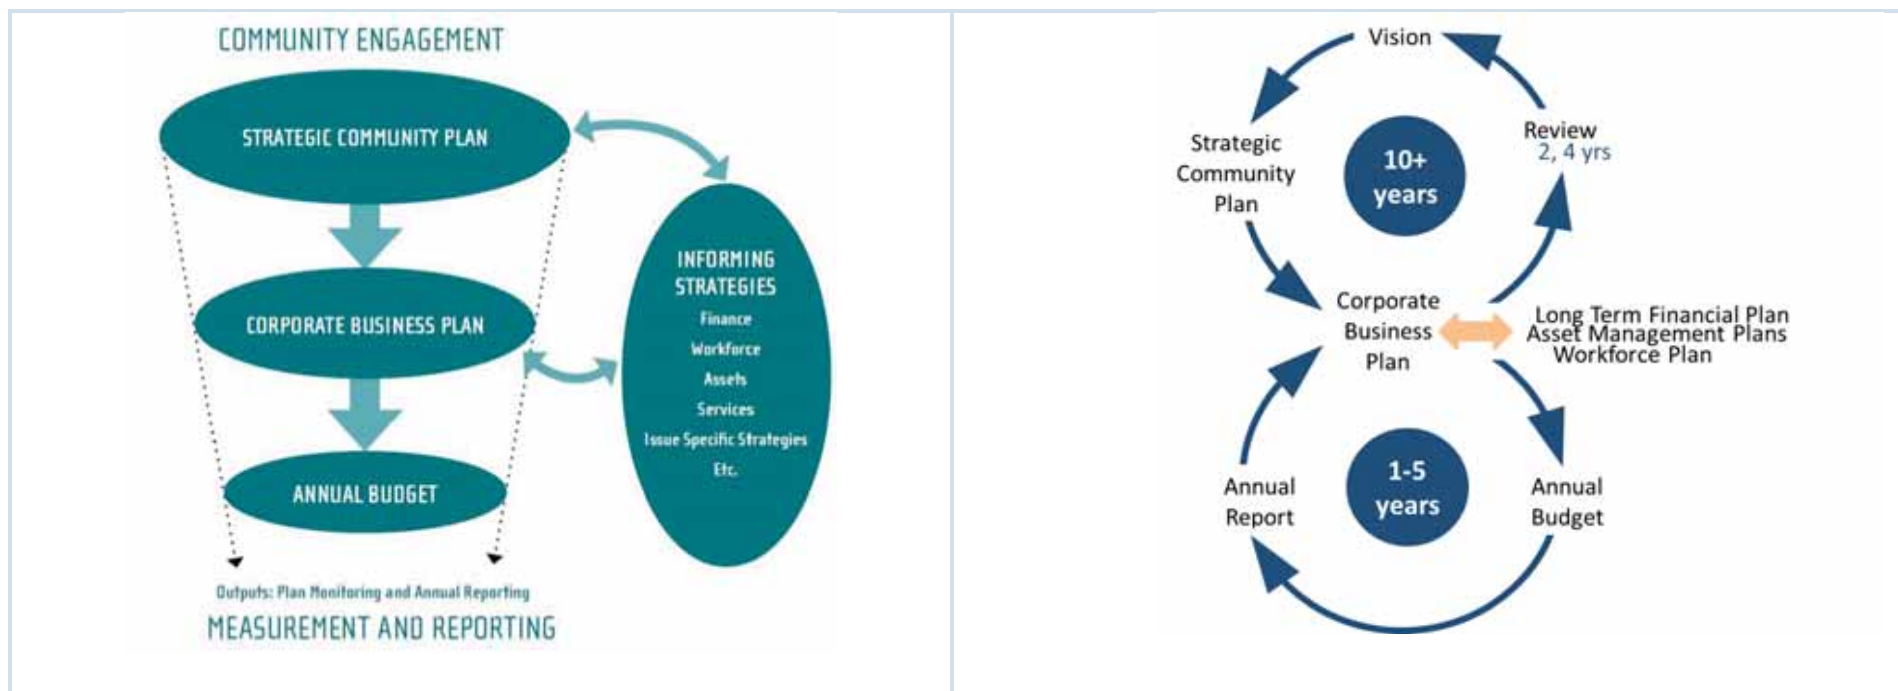 COMMUNITY ENGAGEMENT
STRATEGIC COMMUNITY PLAN
CORPORATE BUSINESS PLAN
ANNUAL BUDGET
INFORMING
STRATEGIES
Finance
Workforce
Assets
Services
Issue Specific Strategies
Etc.
Outputs: Plan Monitoring and Annual Reporting
MEASUREMENT AND REPORTING
Vision
Strategic
Community
Plan
10+
years
Review
2, 4 yrs
Corporate
Business
Plan
Long Term Financial Plan
Asset Management Plans
Workforce Plan
1-5
years
Annual
Report
Annual
Budget